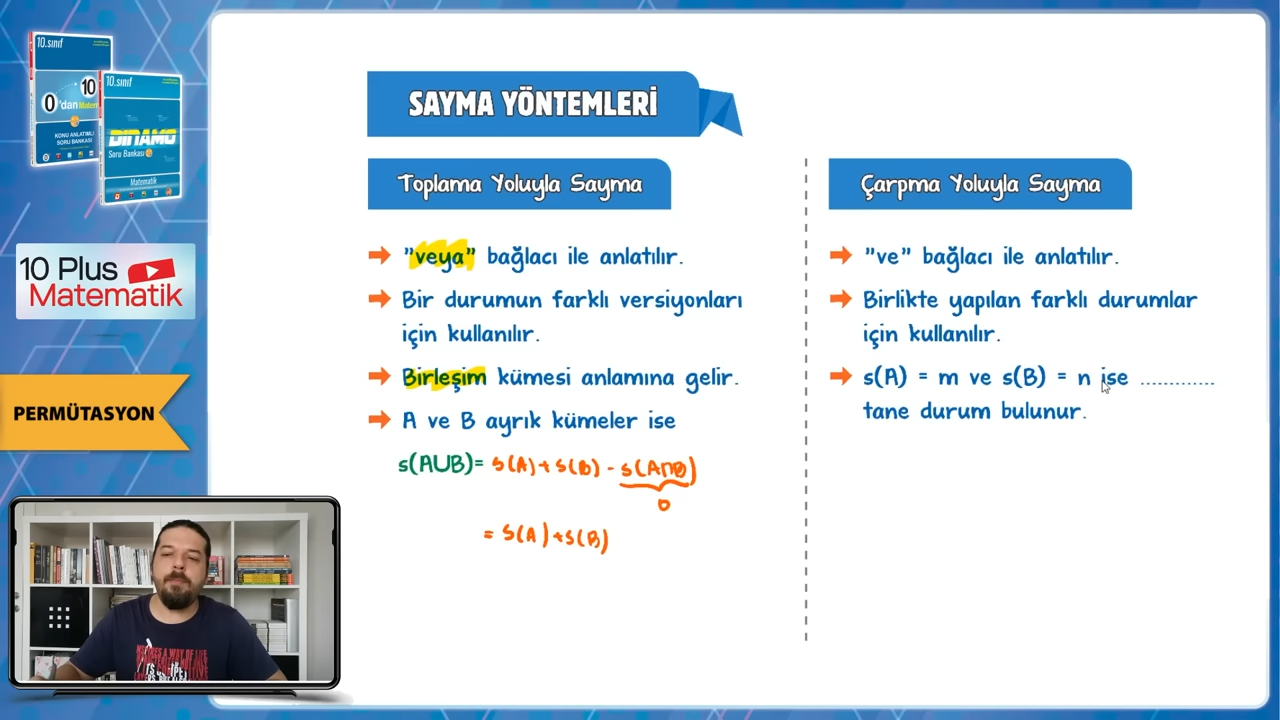 10.sınıf
10.sınıf
0'dan 10
KONU ANLATIMLI
SORU BANKASI
DINAMO
Soru Bankası
Matematik
10 Plus
Matematik
PERMÜTASYON
SAYMA YÖNTEMLERİ
Toplama Yoluyla Sayma
"veya" bağlacı ile anlatılır.
Bir durumun farklı versiyonları
için kullanılır.
Birleşim kümesi anlamına gelir.
A ve B ayrık kümeler ise
s(AUB)= s(A)+s(B) - s(A∩B)
0
= s(A)+s(B)
Çarpma Yoluyla Sayma
"ve" bağlacı ile anlatılır.
Birlikte yapılan farklı durumlar
için kullanılır.
s(A) = m ve s(B) = n ise .............
tane durum bulunur.